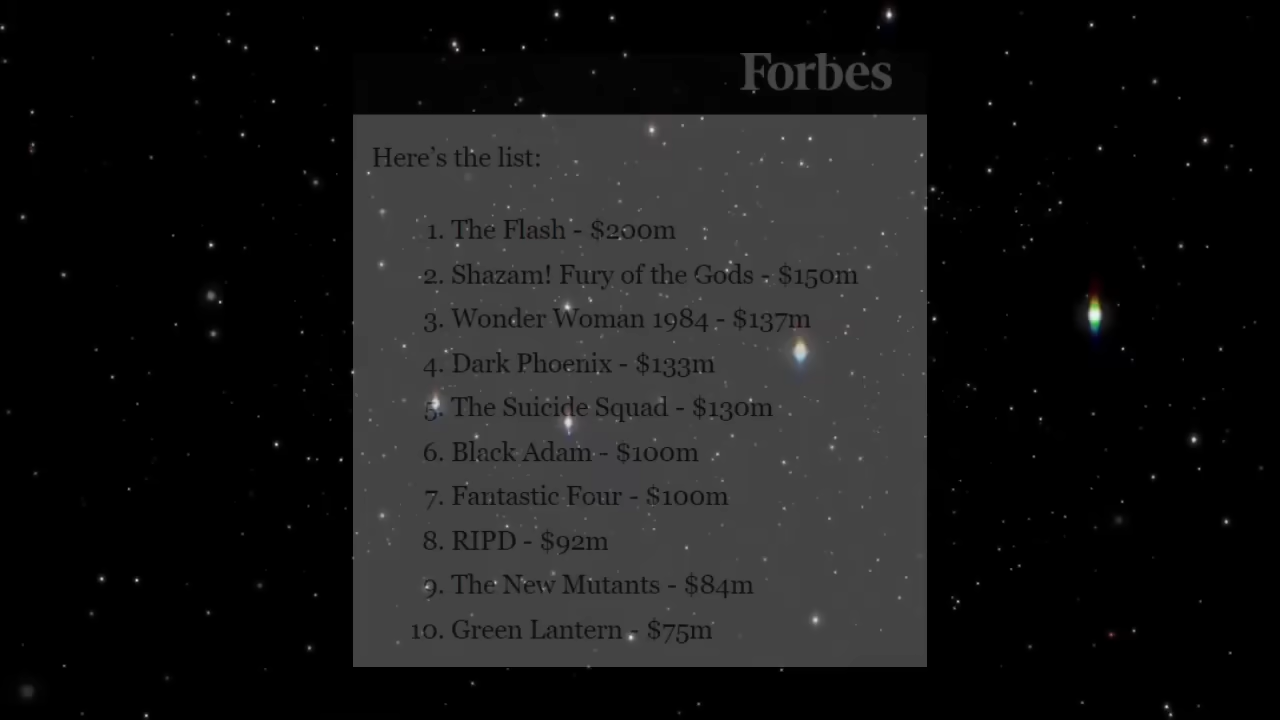 Forbes
Here's the list:
1. The Flash - $200m
2. Shazam! Fury of the Gods - $150m
3. Wonder Woman 1984 - $137m
4. Dark Phoenix - $133m
5. The Suicide Squad - $130m
6. Black Adam - $100m
7. Fantastic Four - $100m
8. RIPD - $92m
9. The New Mutants - $84m
10. Green Lantern - $75m